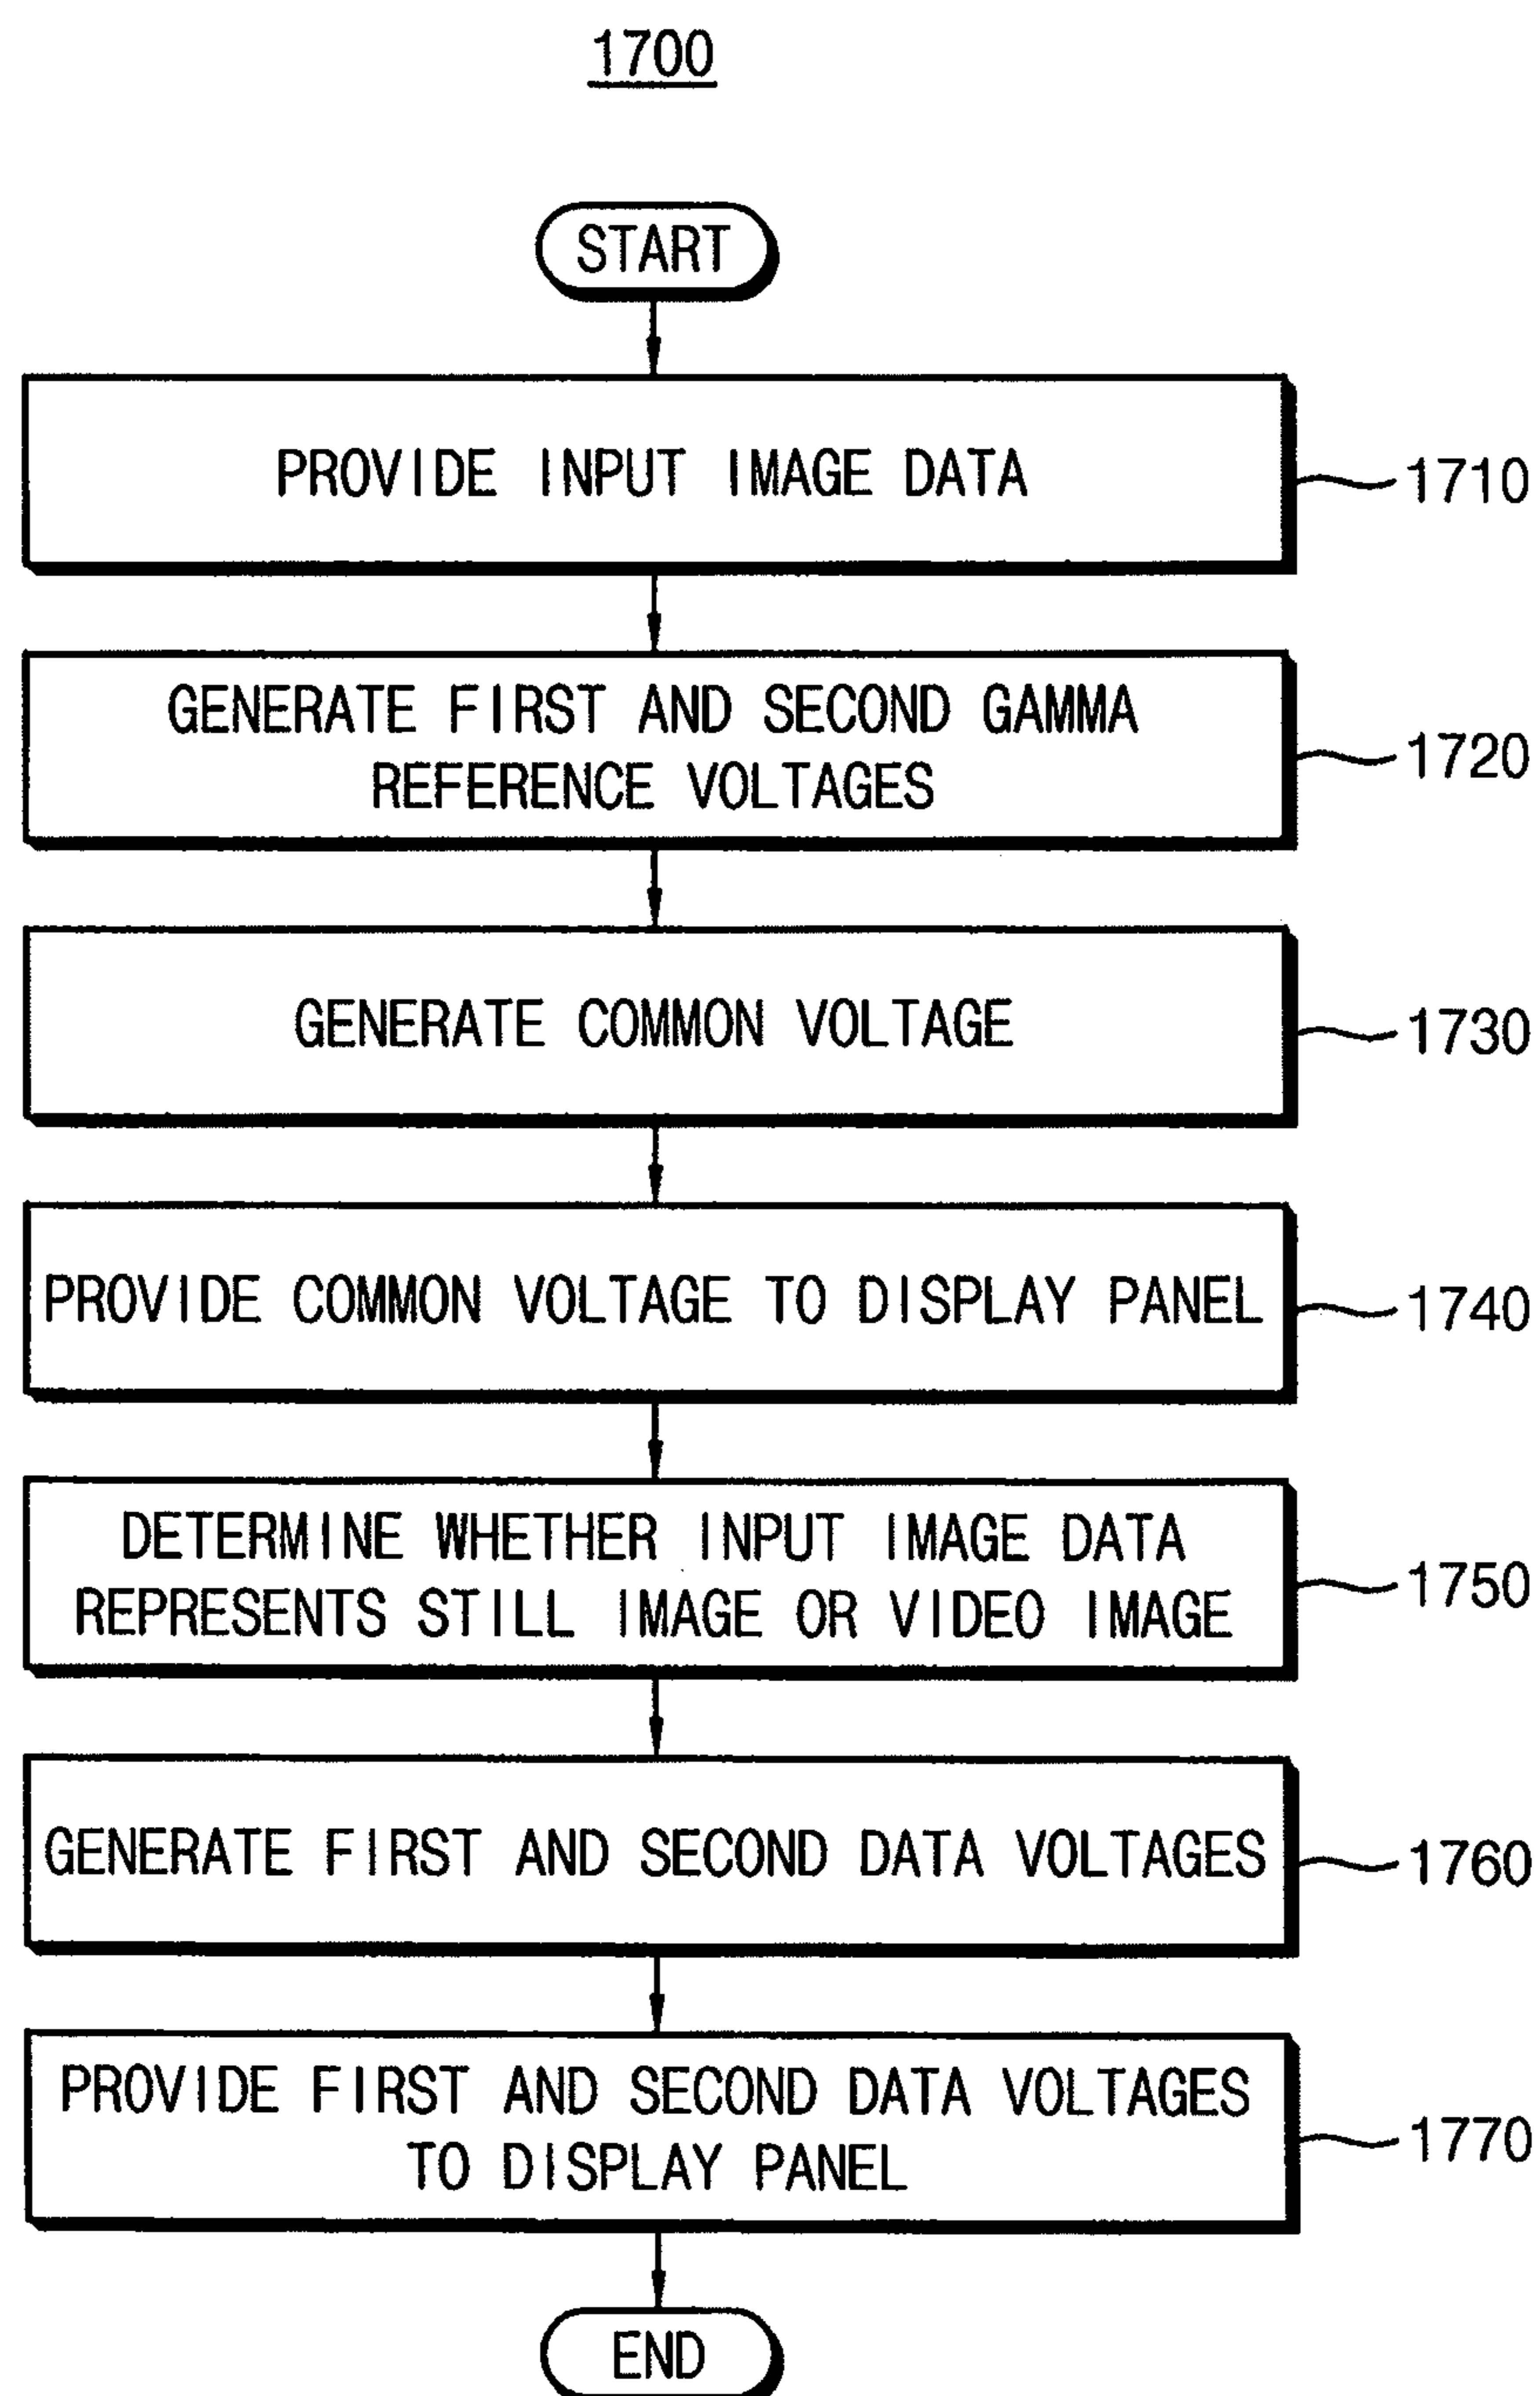 1700
START
PROVIDE INPUT IMAGE DATA
1710
GENERATE FIRST AND SECOND GAMMA
REFERENCE VOLTAGES
1720
GENERATE COMMON VOLTAGE
1730
PROVIDE COMMON VOLTAGE TO DISPLAY PANEL
1740
DETERMINE WHETHER INPUT IMAGE DATA
REPRESENTS STILL IMAGE OR VIDEO IMAGE
1750
GENERATE FIRST AND SECOND DATA VOLTAGES
1760
PROVIDE FIRST AND SECOND DATA VOLTAGES
TO DISPLAY PANEL
1770
END